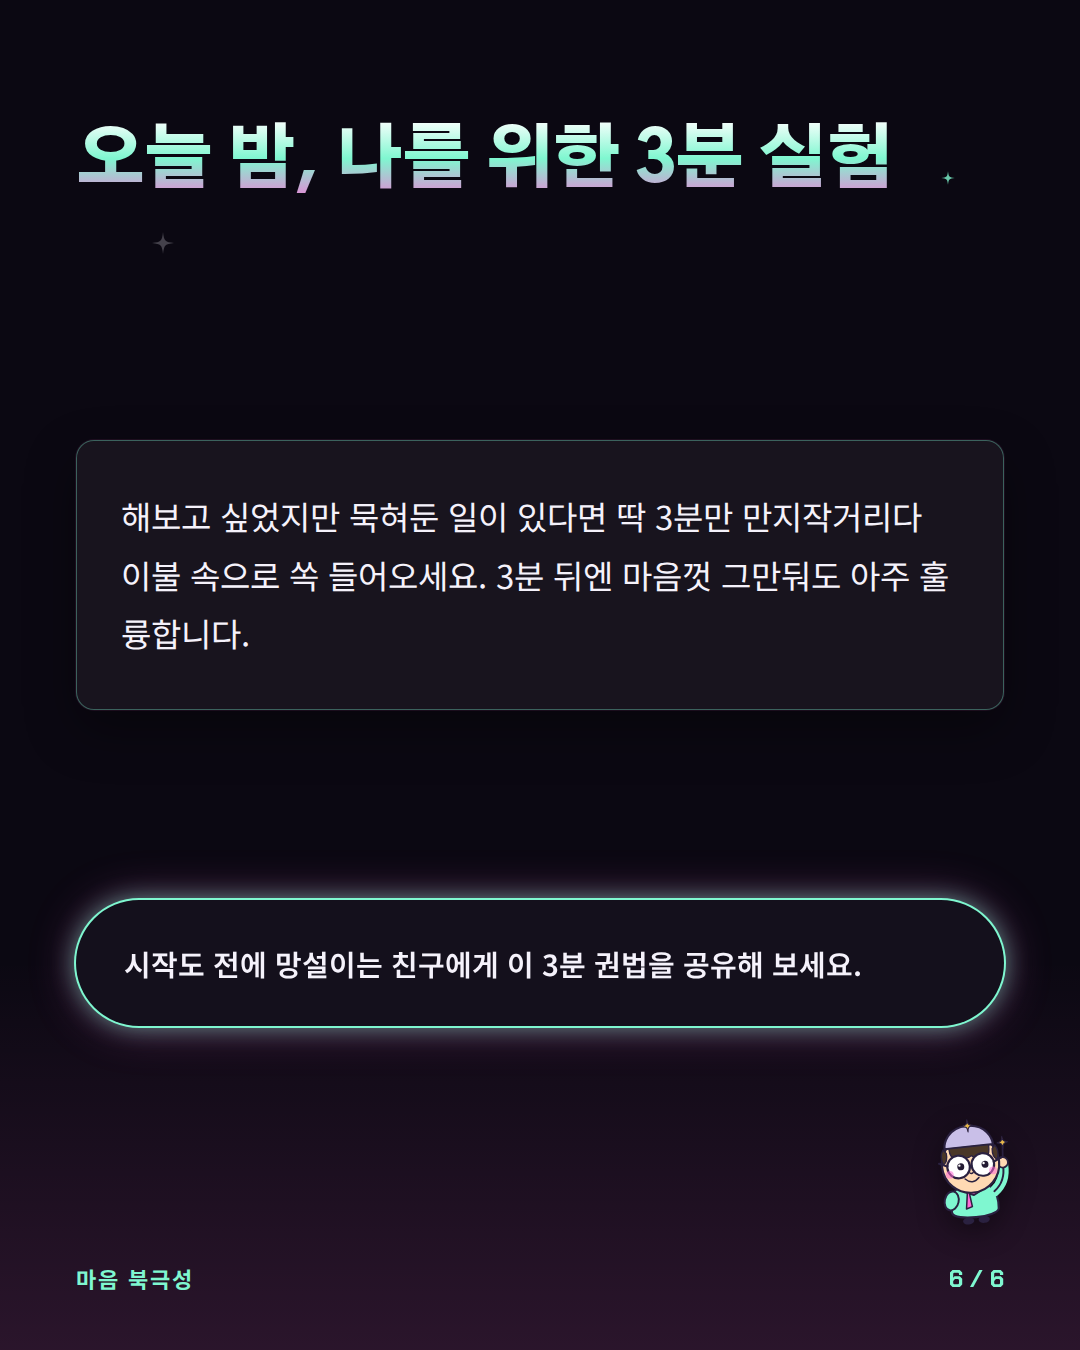 오늘 밤, 나를 위한 3분 실험
해보고 싶었지만 묵혀둔 일이 있다면 딱 3분만 만지작거리다
이불 속으로 쏙 들어오세요. 3분 뒤엔 마음껏 그만둬도 아주 훌
륭합니다.
시작도 전에 망설이는 친구에게 이 3분 권법을 공유해 보세요.
마음 북극성
6 / 6